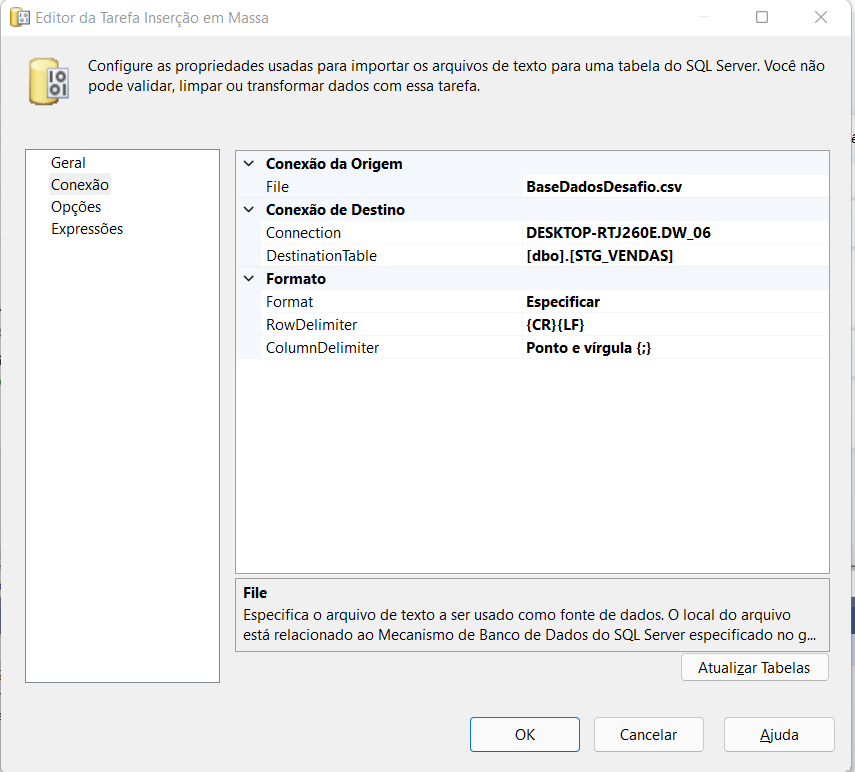 Editor da Tarefa Inserção em Massa
Configure as propriedades usadas para importar os arquivos de texto para uma tabela do SQL Server. Você não
pode validar, limpar ou transformar dados com essa tarefa.
Geral
Conexão
Opções
Expressões
Conexão da Origem
File BaseDadosDesafio.csv
Conexão de Destino
Connection DESKTOP-RTJ260E.DW_06
DestinationTable [dbo].[STG_VENDAS]
Formato
Format Especificar
RowDelimiter {CR}{LF}
ColumnDelimiter Ponto e vírgula {;}
File
Especifica o arquivo de texto a ser usado como fonte de dados. O local do arquivo
está relacionado ao Mecanismo de Banco de Dados do SQL Server especificado no g...
Atualizar Tabelas
OK
Cancelar
Ajuda